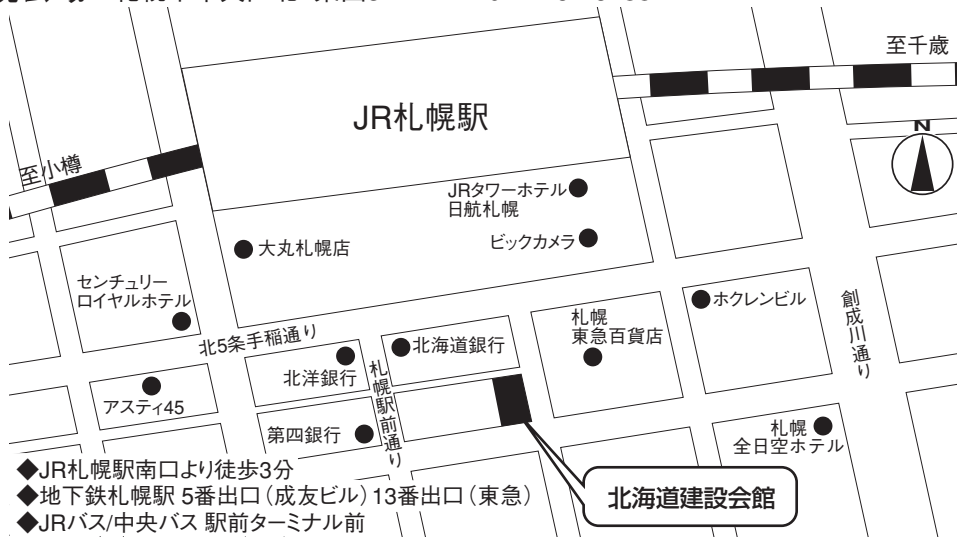 至千歳
JR札幌駅
N
至小樽
JRタワーホテル
日航札幌
大丸札幌店
ビックカメラ
センチュリー
ロイヤルホテル
ホクレンビル
創成川通り
札幌
東急百貨店
北5条手稲通り
北海道銀行
北洋銀行
札幌駅前通り
アスティ45
第四銀行
札幌
全日空ホテル
◆JR札幌駅南口より徒歩3分
◆地下鉄札幌駅 5番出口（成友ビル）13番出口（東急）
北海道建設会館
◆JRバス/中央バス 駅前ターミナル前